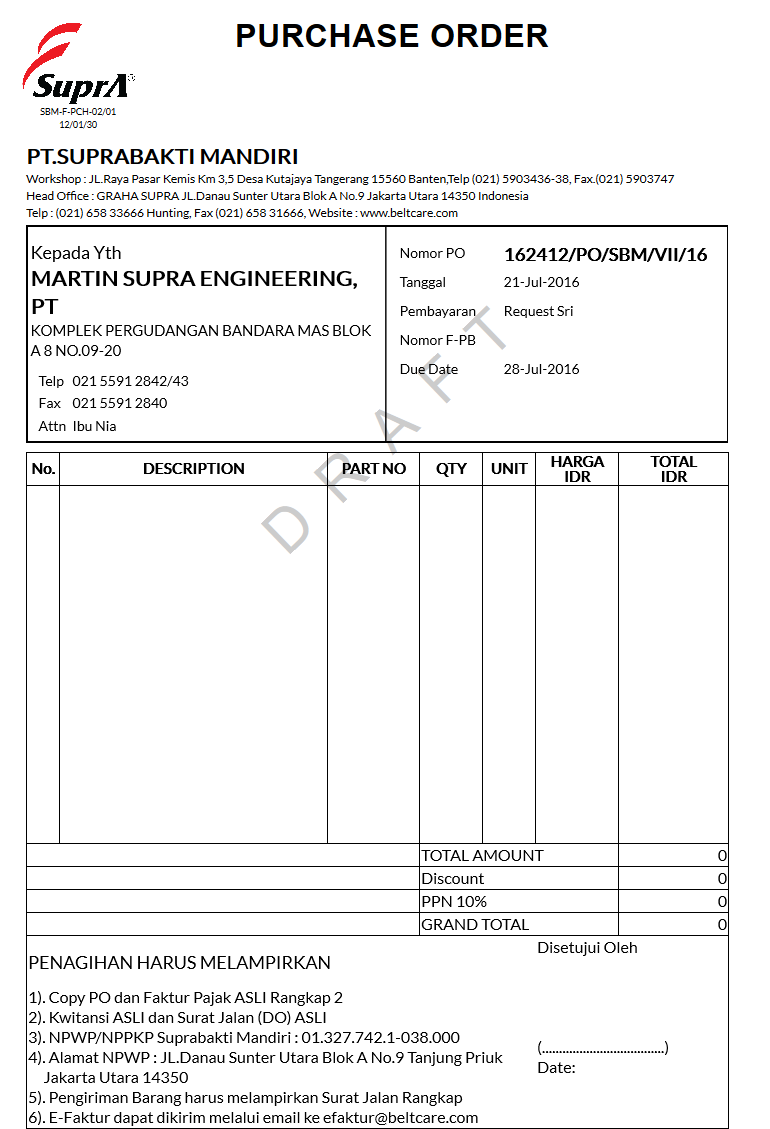 PURCHASE ORDER
SuprA®
SBM-F-PCH-02/01
12/01/30
PT.SUPRABAKTI MANDIRI
Workshop : JL.Raya Pasar Kemis Km 3,5 Desa Kutajaya Tangerang 15560 Banten,Telp (021) 5903436-38, Fax.(021) 5903747
Head Office : GRAHA SUPRA JL.Danau Sunter Utara Blok A No.9 Jakarta Utara 14350 Indonesia
Telp : (021) 658 33666 Hunting, Fax (021) 658 31666, Website : www.beltcare.com
Kepada Yth
MARTIN SUPRA ENGINEERING,
PT
KOMPLEK PERGUDANGAN BANDARA MAS BLOK
A 8 NO.09-20
Telp 021 5591 2842/43
Fax 021 5591 2840
Attn Ibu Nia
Nomor PO 162412/PO/SBM/VII/16
Tanggal 21-Jul-2016
Pembayaran Request Sri
Nomor F-PB
Due Date 28-Jul-2016
DRAFT
No. DESCRIPTION PART NO QTY UNIT HARGA IDR TOTAL IDR
TOTAL AMOUNT 0
Discount 0
PPN 10% 0
GRAND TOTAL 0
PENAGIHAN HARUS MELAMPIRKAN
1). Copy PO dan Faktur Pajak ASLI Rangkap 2
2). Kwitansi ASLI dan Surat Jalan (DO) ASLI
3). NPWP/NPPKP Suprabakti Mandiri : 01.327.742.1-038.000
4). Alamat NPWP : JL.Danau Sunter Utara Blok A No.9 Tanjung Priuk
Jakarta Utara 14350
5). Pengiriman Barang harus melampirkan Surat Jalan Rangkap
6). E-Faktur dapat dikirim melalui email ke efaktur@beltcare.com
Disetujui Oleh
(....................................)
Date: